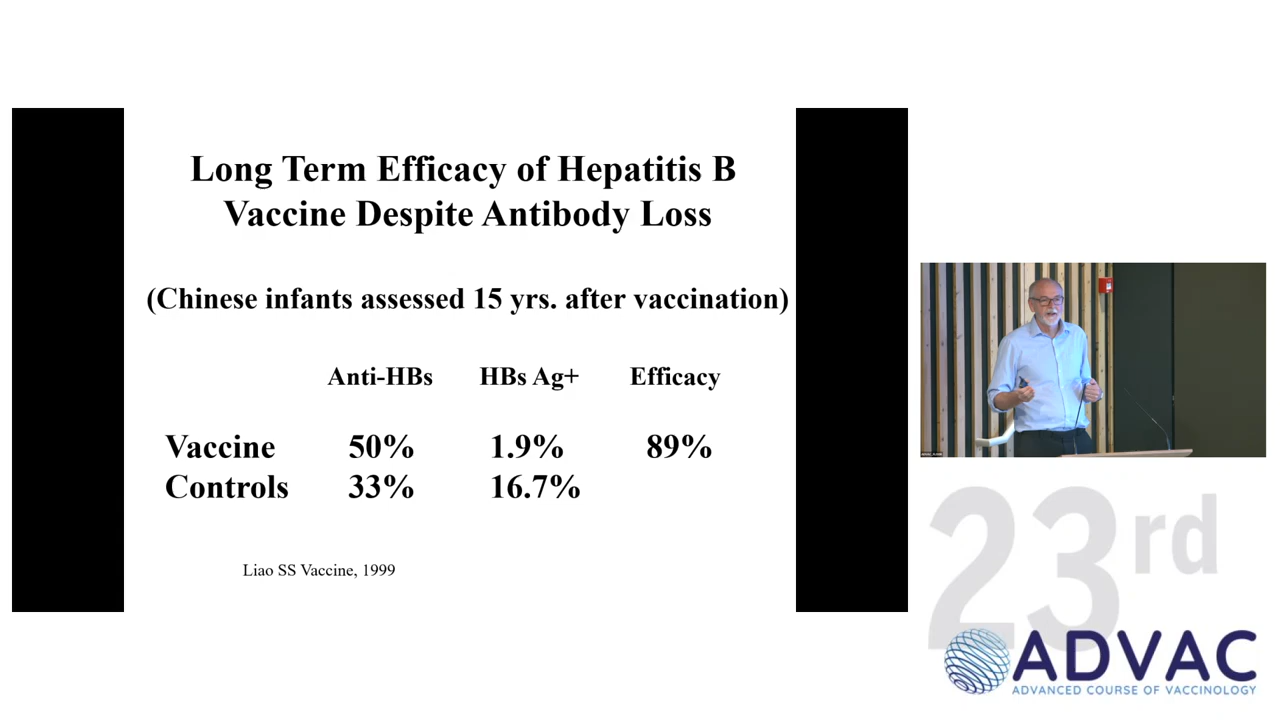 Long Term Efficacy of Hepatitis B
Vaccine Despite Antibody Loss
(Chinese infants assessed 15 yrs. after vaccination)
Anti-HBs HBs Ag+ Efficacy
Vaccine 50% 1.9% 89%
Controls 33% 16.7%
Liao SS Vaccine, 1999
23rd
ADVAC
ADVANCED COURSE OF VACCINOLOGY